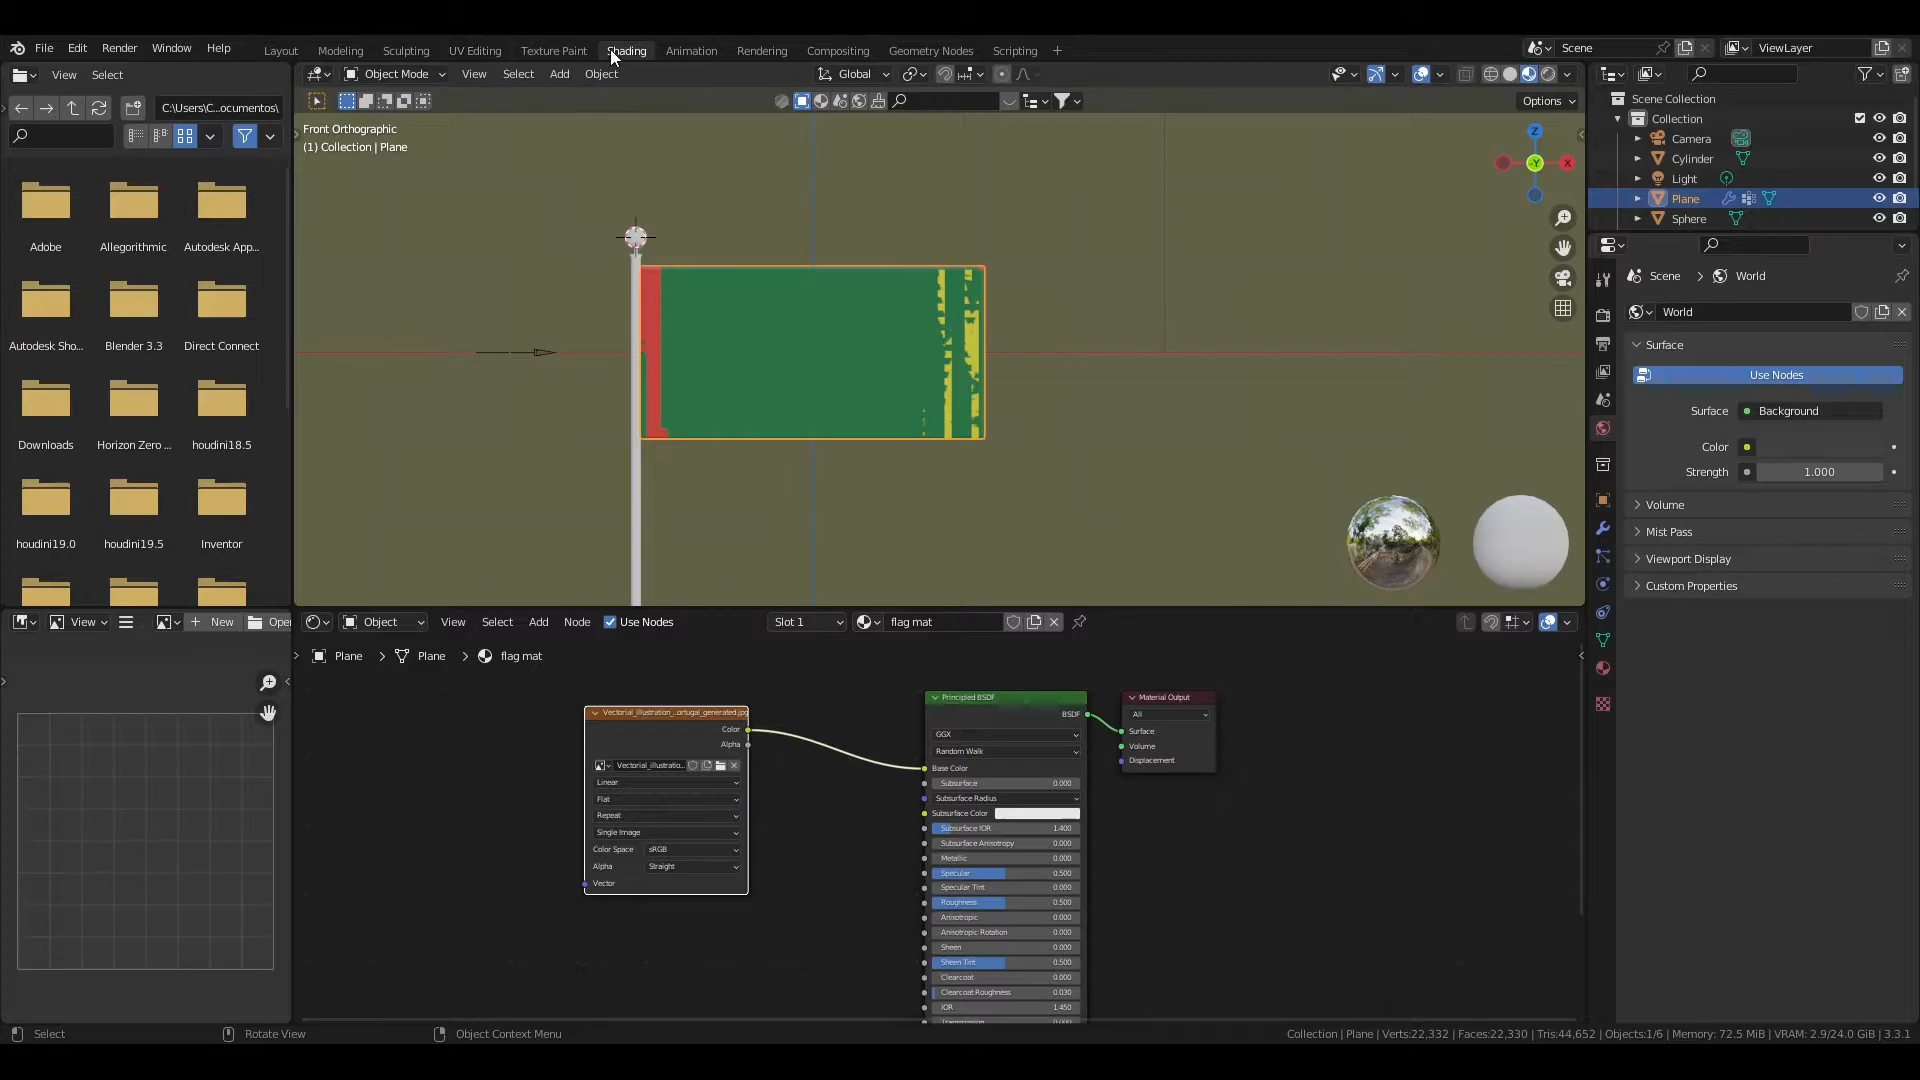 File Edit Render Window Help
Layout Modeling Sculpting UV Editing Texture Paint Shading Animation Rendering Compositing Geometry Nodes Scripting +
Scene
ViewLayer
View Select
Object Mode View Select Add Object
Global
C:\Users\C...ocumentos\
Options
Front Orthographic
(1) Collection | Plane
Z
X
Y
Adobe Allegorithmic Autodesk App...
Autodesk Sho... Blender 3.3 Direct Connect
Downloads Horizon Zero ... houdini18.5
houdini19.0 houdini19.5 Inventor
Scene Collection
Collection
Camera
Cylinder
Light
Plane
Sphere
Scene > World
World
Surface
Use Nodes
Surface Background
Color
Strength 1.000
Volume
Mist Pass
Viewport Display
Custom Properties
View
New
Open
Object View Select Add Node Use Nodes
Slot 1
flag mat
Plane > Plane > flag mat
Vectorial_illustration_...ortugal_generated.jpg
Color
Alpha
Vectorial_illustratio...
Linear
Flat
Repeat
Single Image
Color Space sRGB
Alpha Straight
Vector
Principled BSDF
BSDF
GGX
Random Walk
Base Color
Subsurface 0.000
Subsurface Radius
Subsurface Color
Subsurface IOR 1.400
Subsurface Anisotropy 0.000
Metallic 0.000
Specular 0.500
Specular Tint 0.000
Roughness 0.500
Anisotropic 0.000
Anisotropic Rotation 0.000
Sheen 0.000
Sheen Tint 0.500
Clearcoat 0.000
Clearcoat Roughness 0.030
IOR 1.450
Transmission 0.000
Material Output
All
Surface
Volume
Displacement
Select
Rotate View
Object Context Menu
Collection | Plane | Verts:22,332 | Faces:22,330 | Tris:44,652 | Objects:1/6 | Memory: 72.5 MiB | VRAM: 2.9/24.0 GiB | 3.3.1